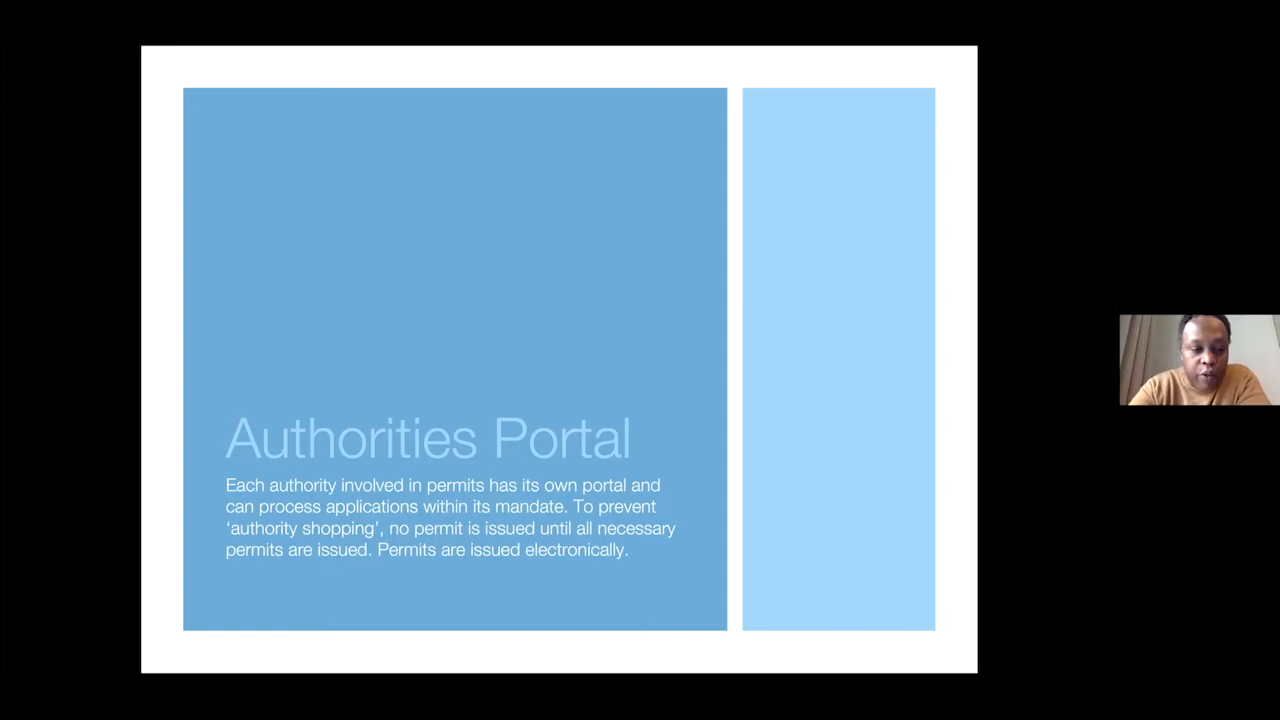 Authorities Portal
Each authority involved in permits has its own portal and
can process applications within its mandate. To prevent
‘authority shopping’, no permit is issued until all necessary
permits are issued. Permits are issued electronically.